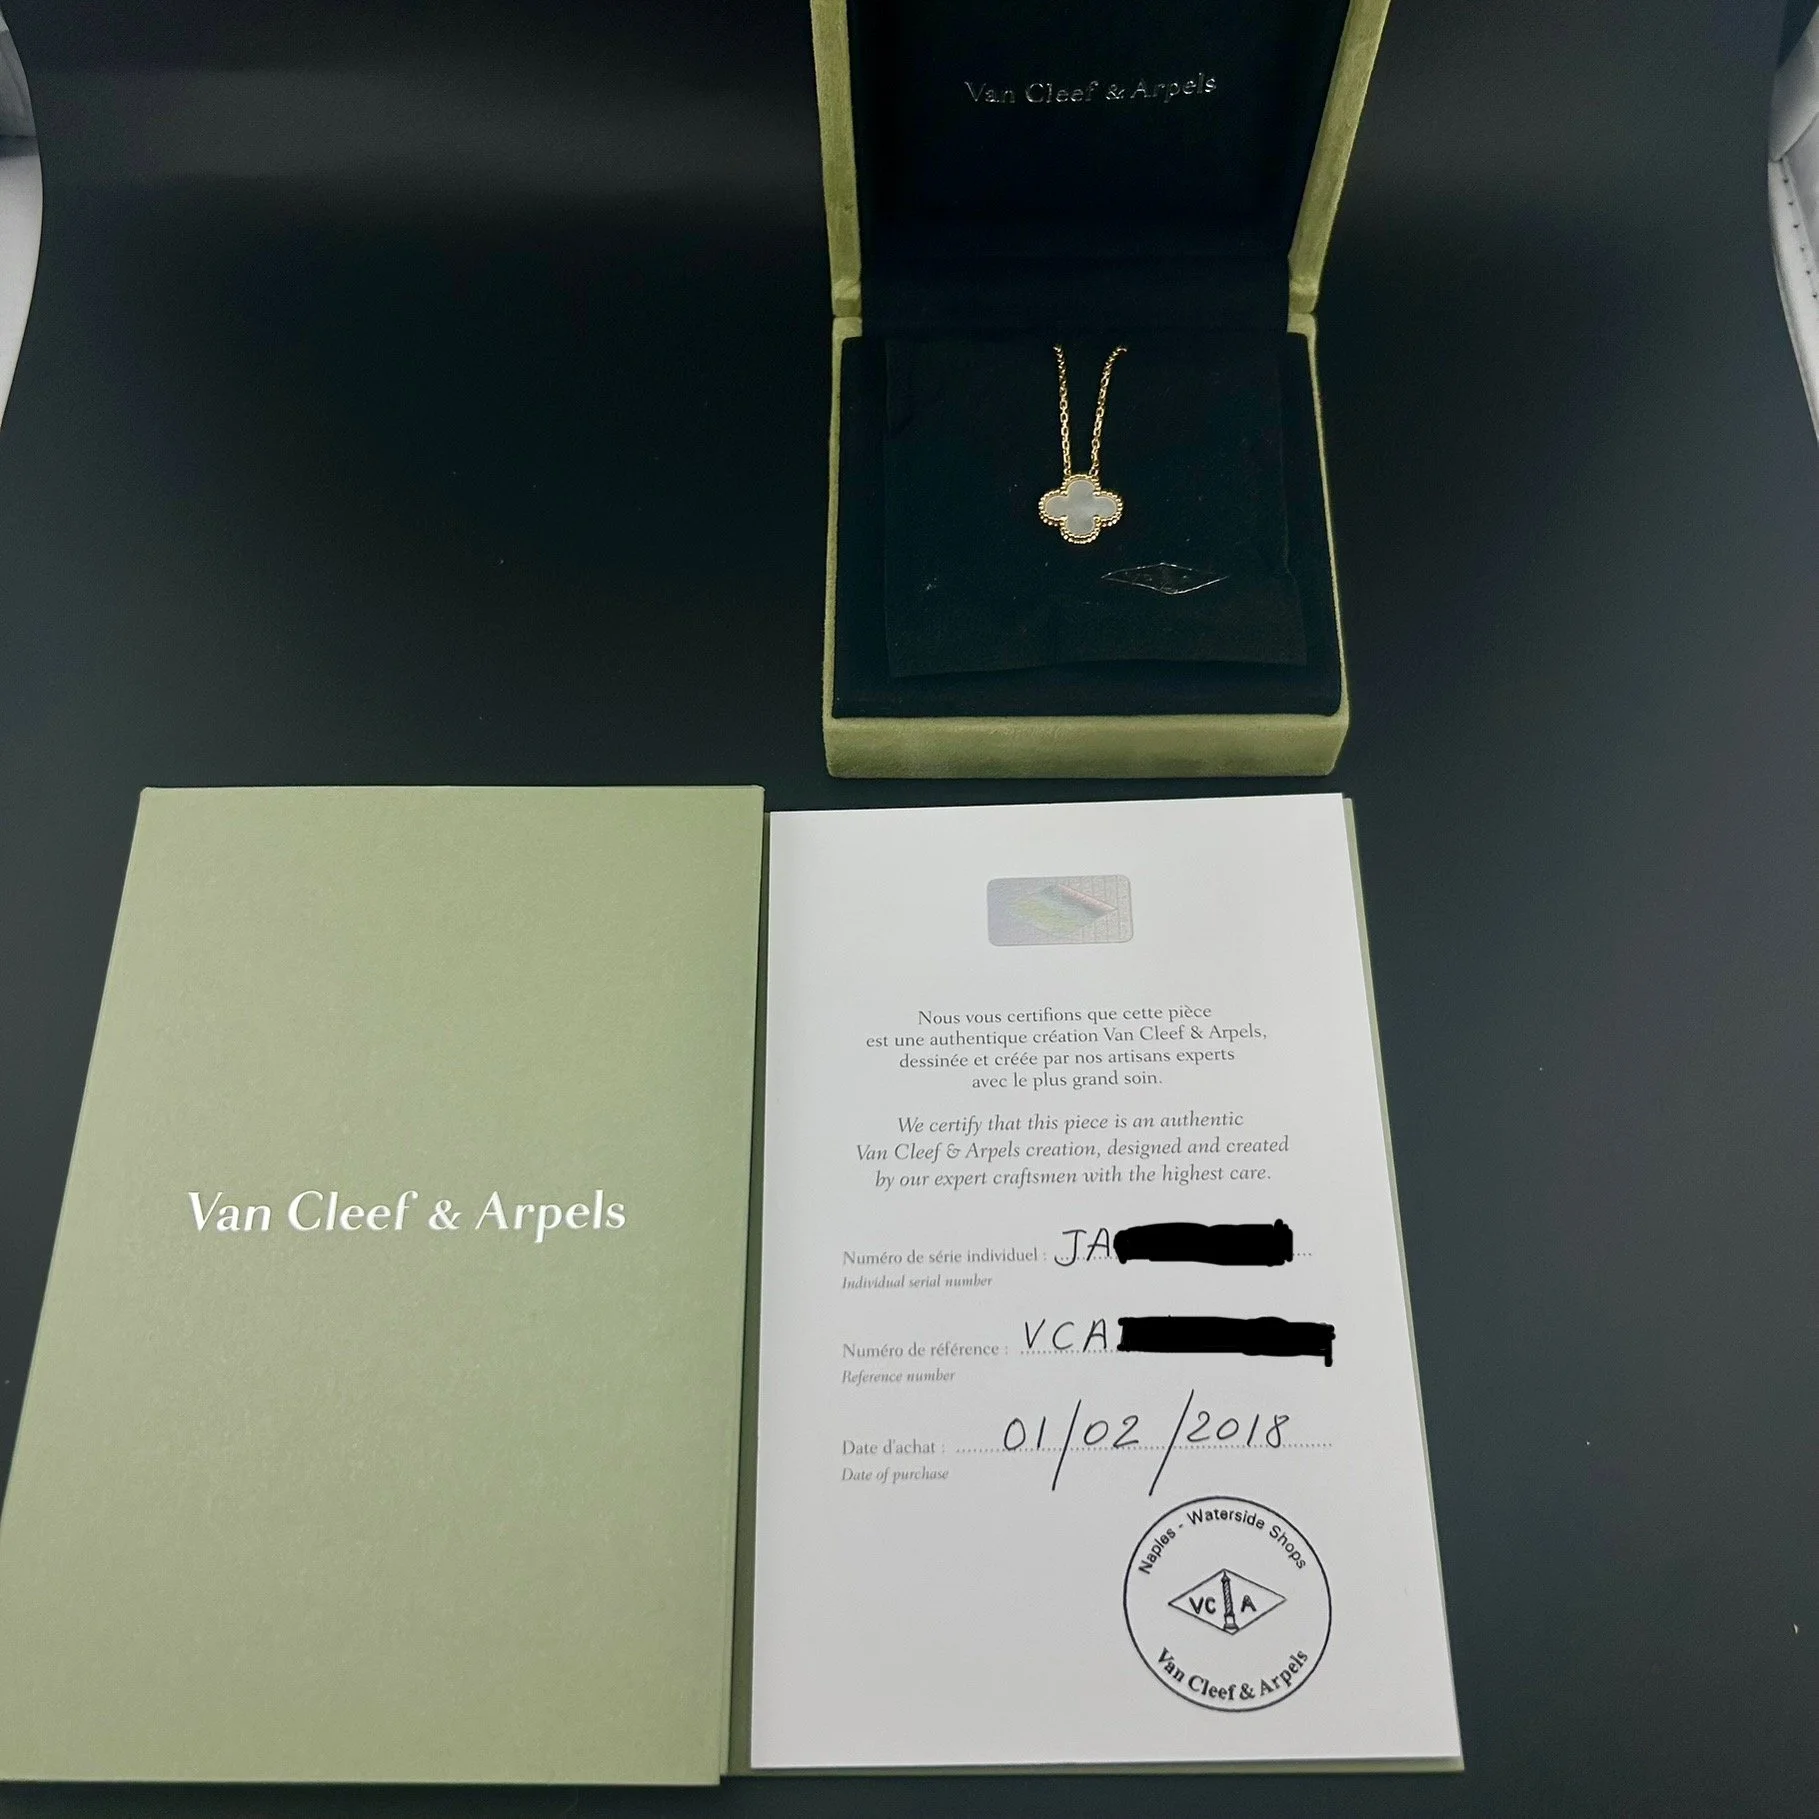 Van Cleef & Arpels
Van Cleef & Arpels
Nous vous certifions que cette pièce
est une authentique création Van Cleef & Arpels,
dessinée et créée par nos artisans experts
avec le plus grand soin.
We certify that this piece is an authentic
Van Cleef & Arpels creation, designed and created
by our expert craftsmen with the highest care.
Numéro de série individuel : JA
Individual serial number
Numéro de référence : VCA
Reference number
Date d'achat : 01/02/2018
Date of purchase
Naples - Waterside Shops
VC A
Van Cleef & Arpels